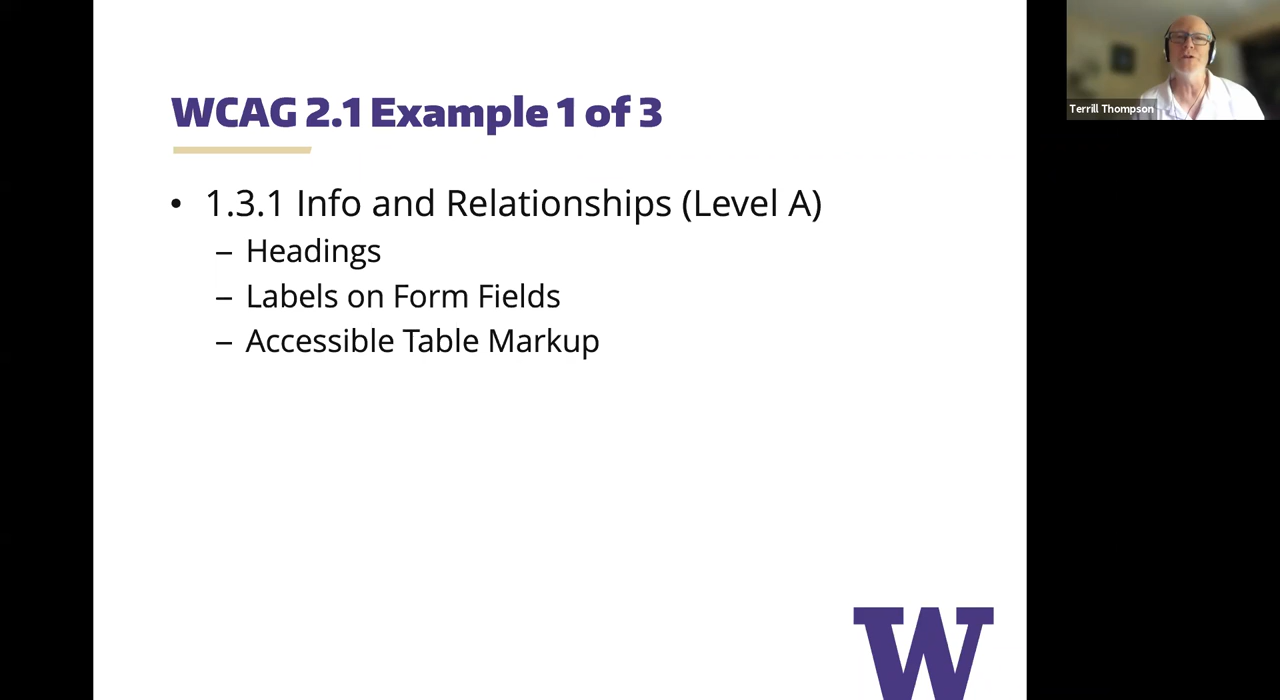 WCAG 2.1 Example 1 of 3
• 1.3.1 Info and Relationships (Level A)
– Headings
– Labels on Form Fields
– Accessible Table Markup
W
Terrill Thompson